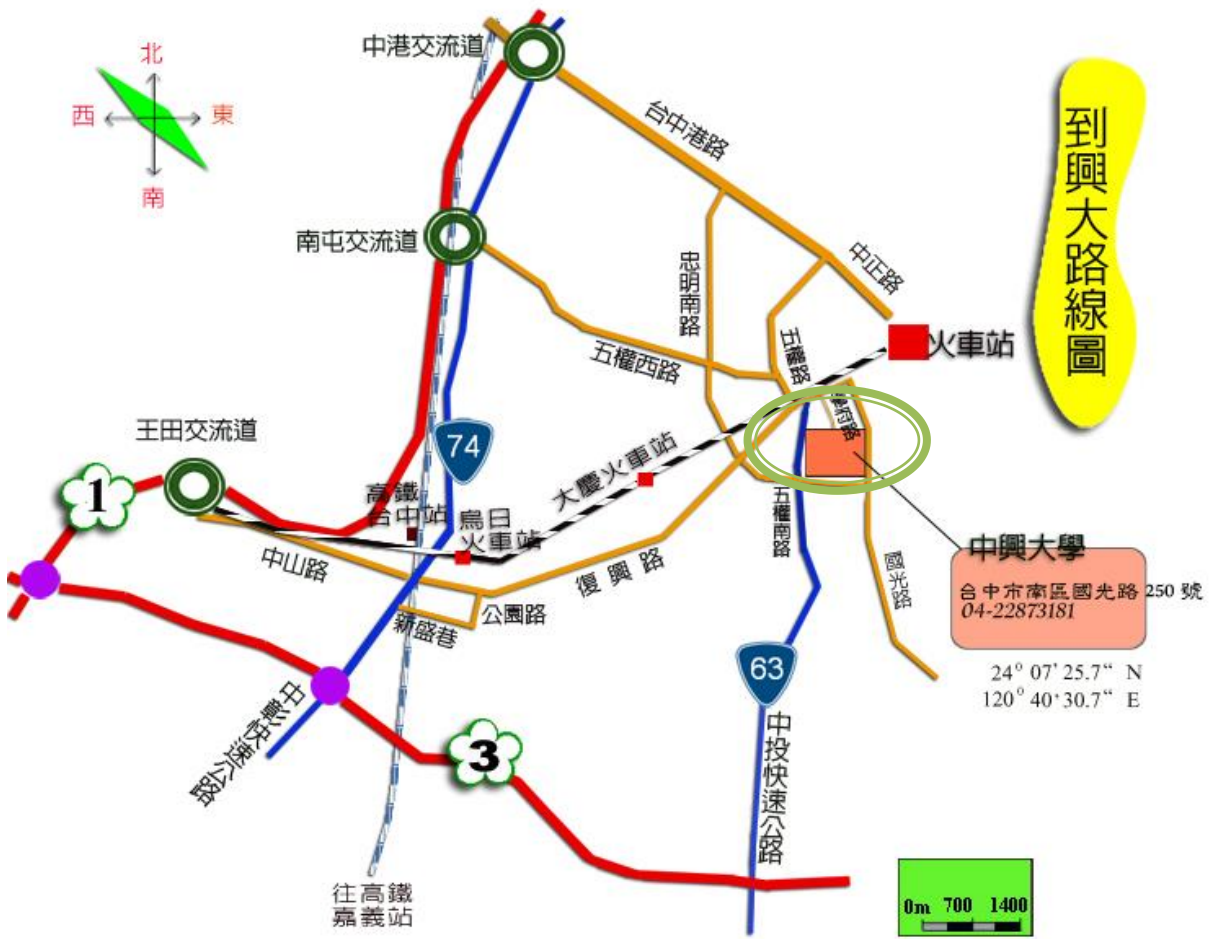 北
西
東
南
中港交流道
台中港路
到興大路線圖
南屯交流道
忠明南路
中正路
五權西路
五權路
火車站
學府路
王田交流道
74
1
高鐵
台中站
烏日
火車站
大慶火車站
五權南路
中山路
復興路
國光路
中興大學
台中市南區國光路 250 號
04-22873181
公園路
新盛巷
24° 07' 25.7“ N
120° 40' 30.7“ E
63
中彰快速公路
3
中投快速公路
往高鐵
嘉義站
0m 700 1400